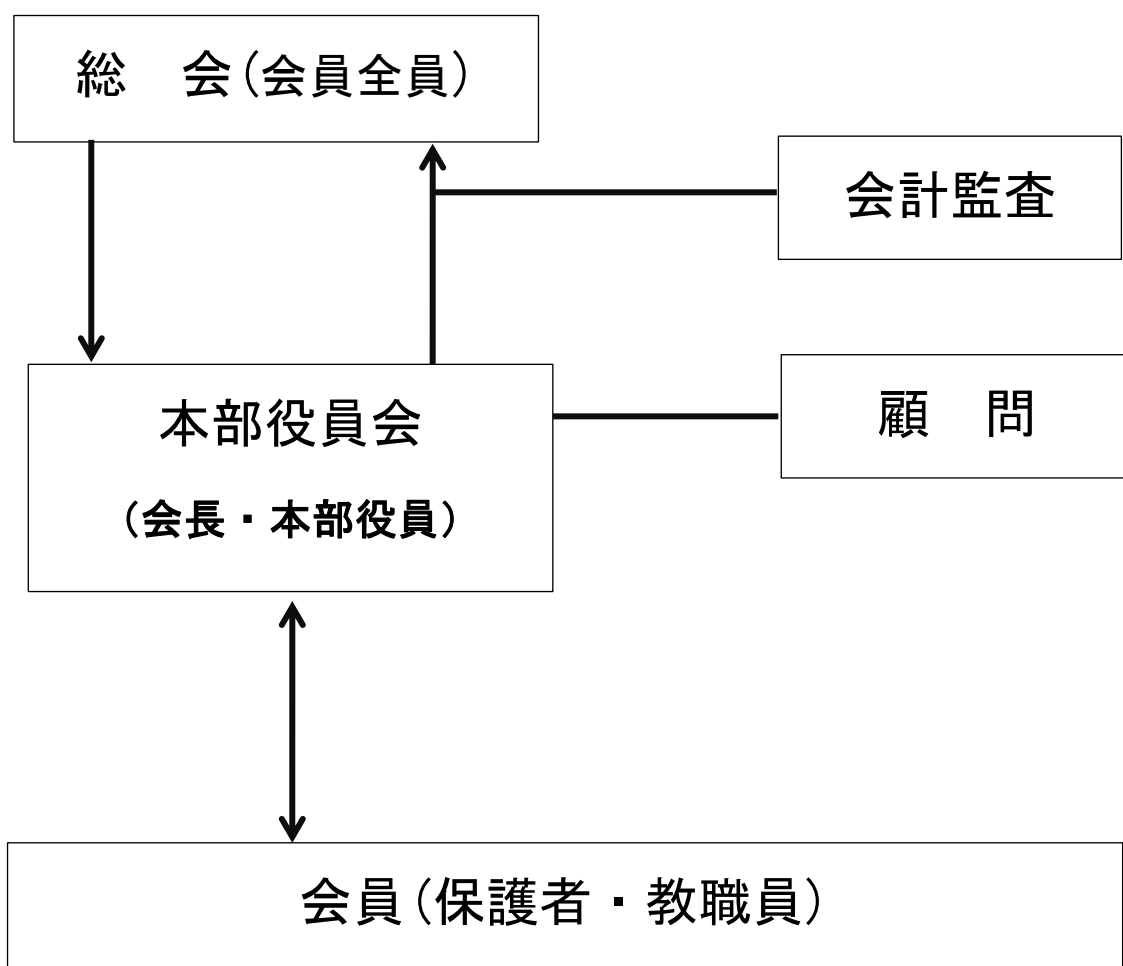 総　会(会員全員)
会計監査
本部役員会
(会長・本部役員)
顧　問
会員(保護者・教職員)